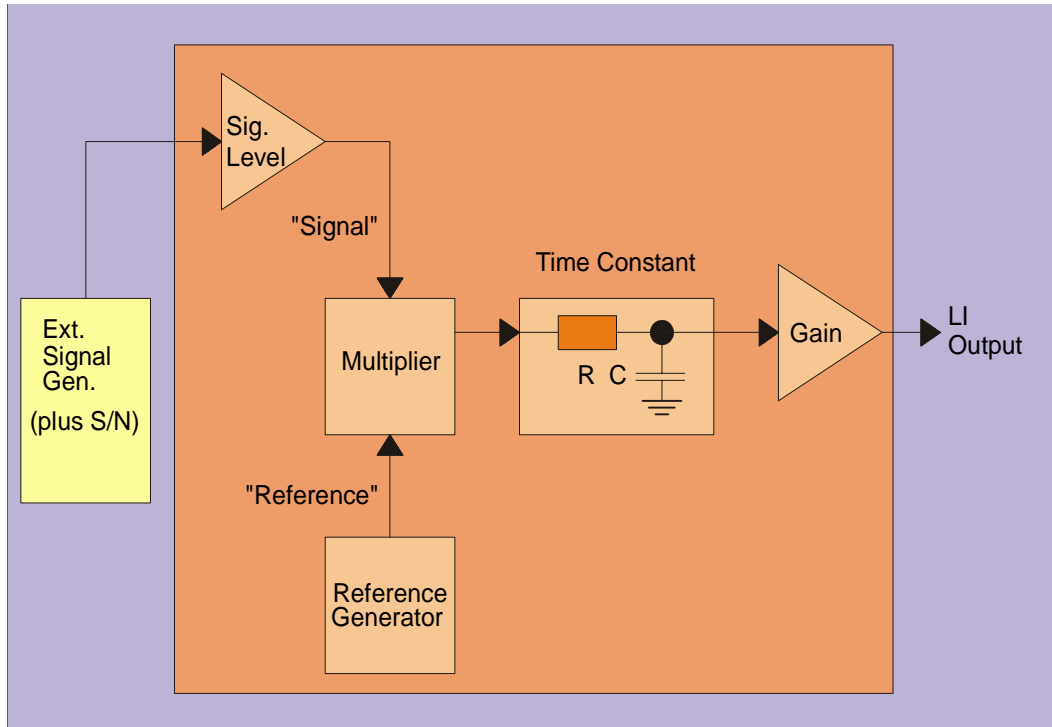 Sig.
Level
"Signal"
Time Constant
Ext.
Signal
Gen.
(plus S/N)
Multiplier
R C
Gain
LI
Output
"Reference"
Reference
Generator